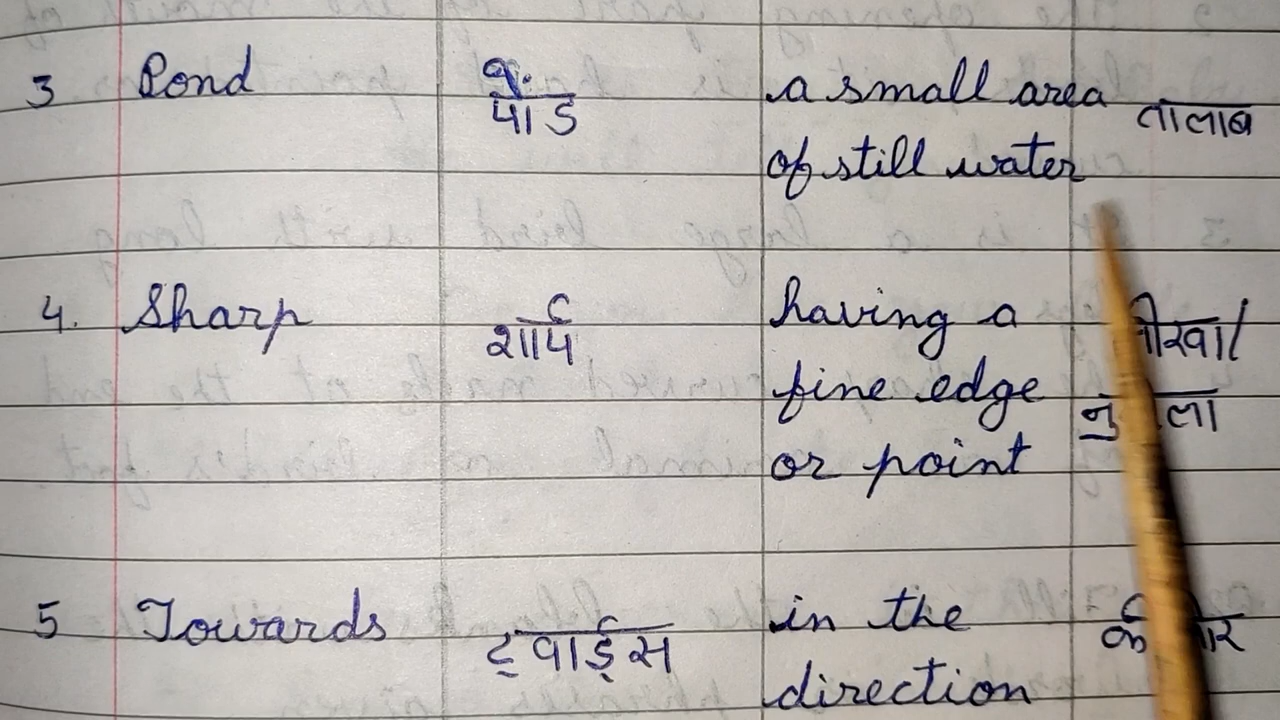 3 Pond पाड a small area तालाब
of still water
4. Sharp शार्प having a
fine edge
or point
5 Towards ट्वार्ड्स in the
direction